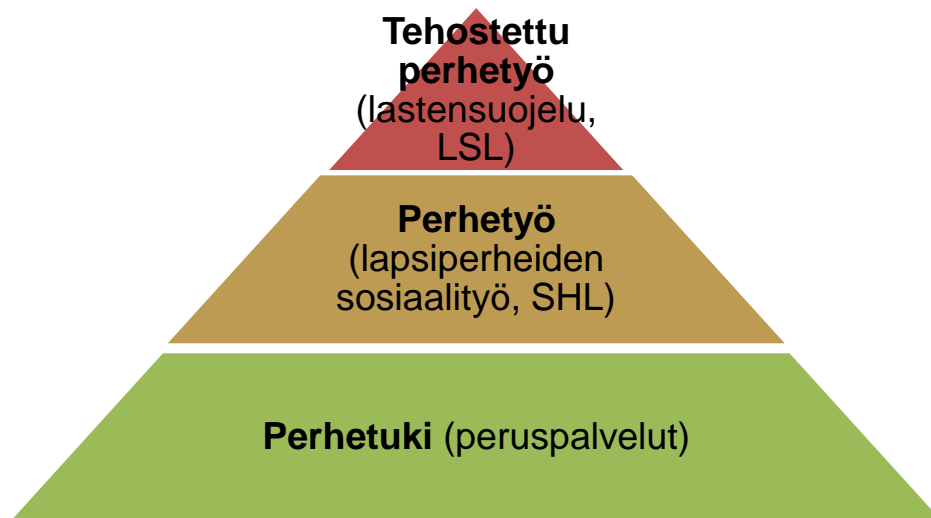 Tehostettu
perhetyö
(lastensuojelu,
LSL)
Perhetyö
(lapsiperheiden
sosiaalityö, SHL)
Perhetuki (peruspalvelut)